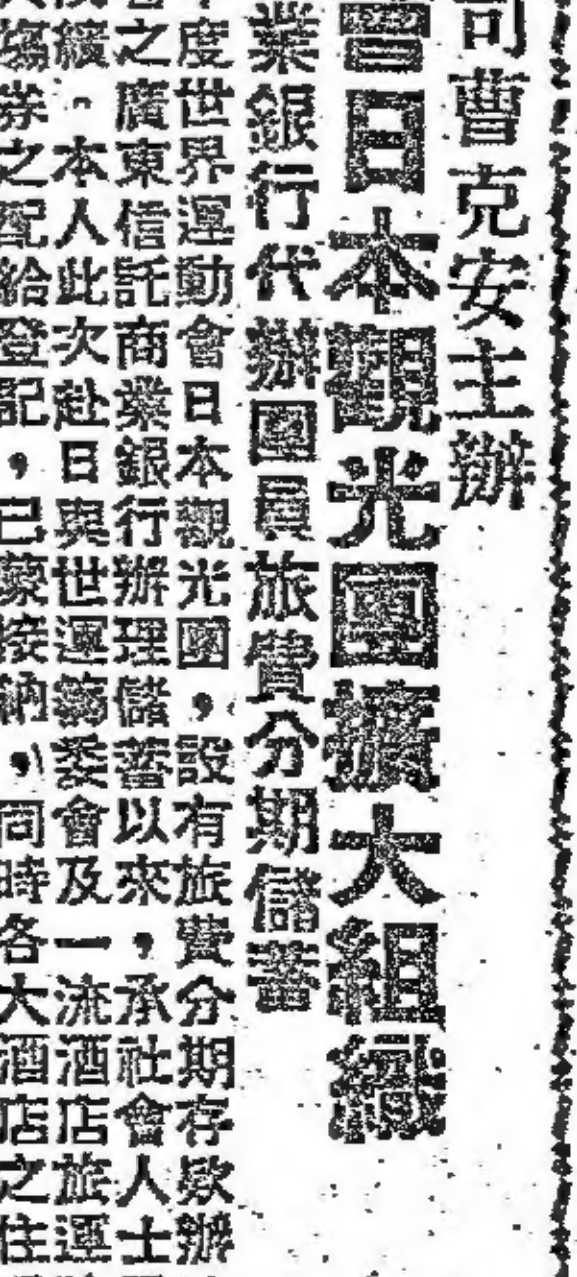 司曹克安主辦
會日本觀光團擴大組織
業銀行代辦團員旅費分期儲蓄
度世界運動會日本觀光團，設有旅費分期存欵辦
之廣東信託商業銀行辦理儲蓄以來，承社會人士
續。本人此次赴日與世運籌委會及一流酒店旅運
場券之配給登記，已蒙接納，同時各大酒店之住